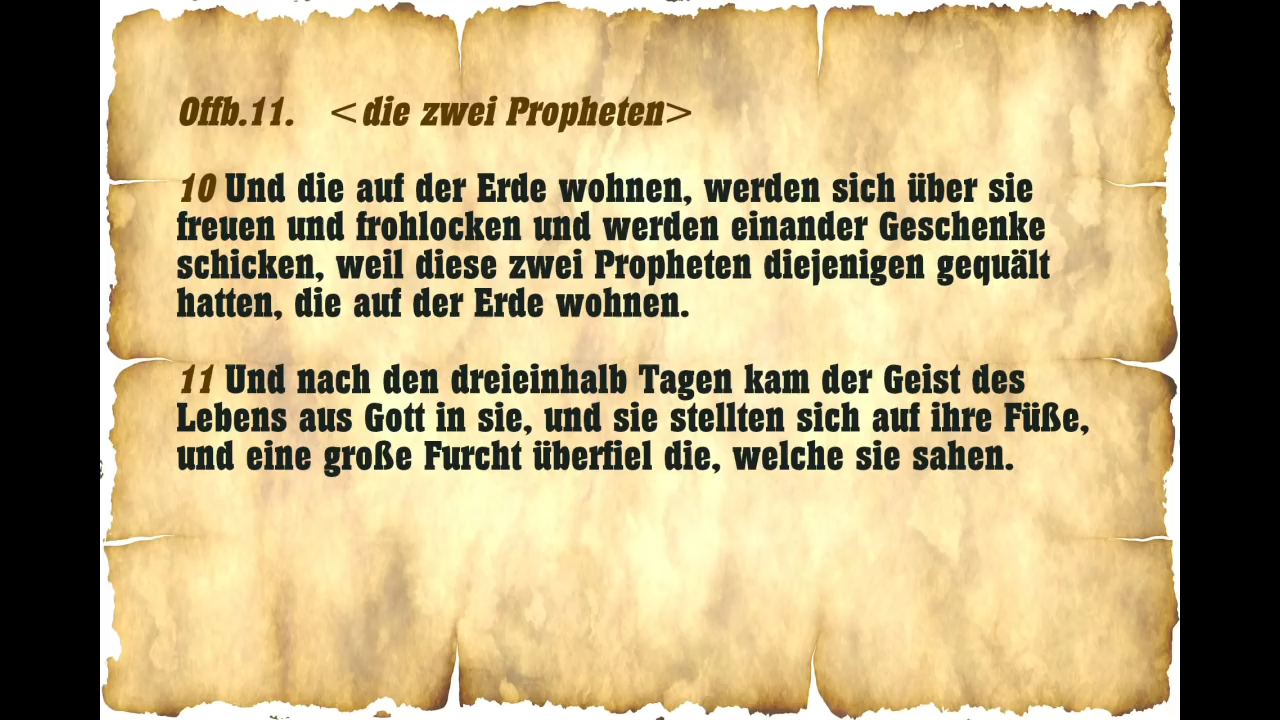 Offb.11. <die zwei Propheten>
10 Und die auf der Erde wohnen, werden sich über sie
freuen und frohlocken und werden einander Geschenke
schicken, weil diese zwei Propheten diejenigen gequält
hatten, die auf der Erde wohnen.
11 Und nach den dreieinhalb Tagen kam der Geist des
Lebens aus Gott in sie, und sie stellten sich auf ihre Füße,
und eine große Furcht überfiel die, welche sie sahen.